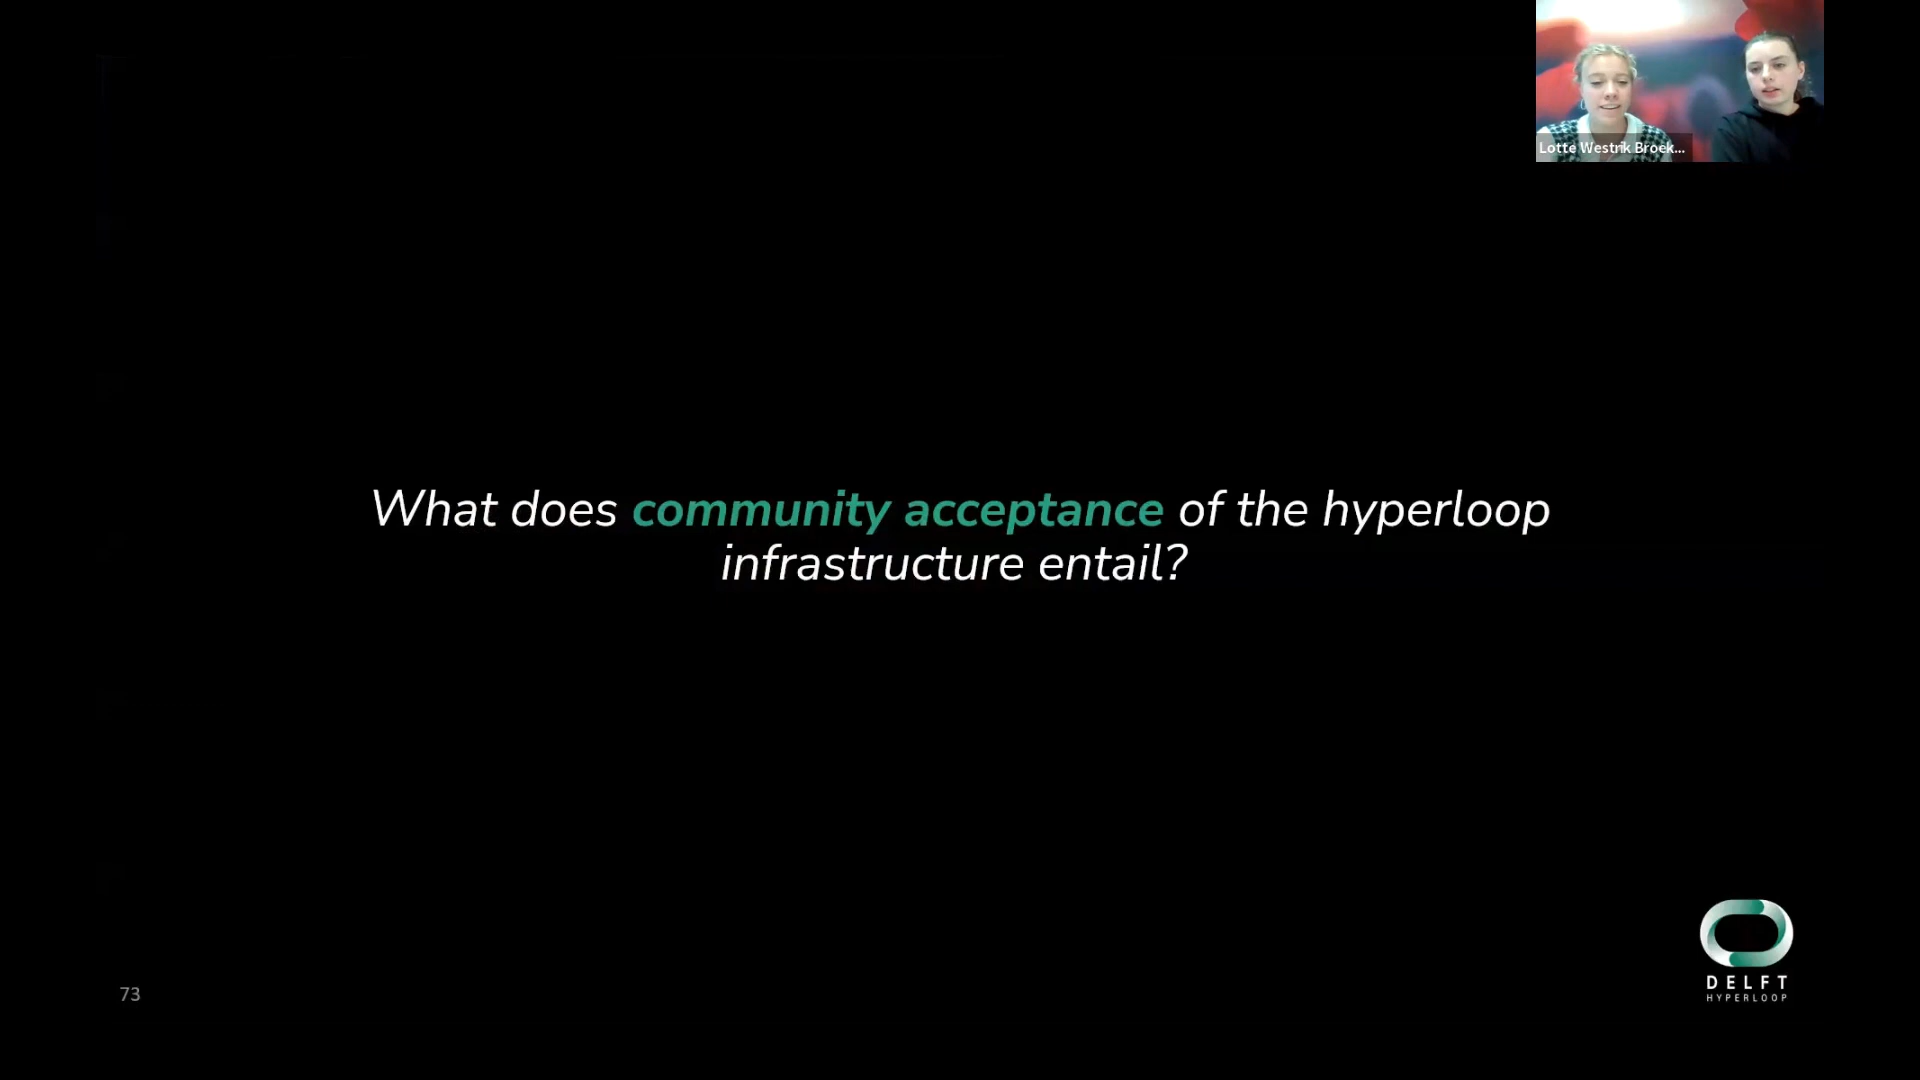 Lotte Westrik Broek...
What does community acceptance of the hyperloop
infrastructure entail?
DELFT
HYPERLOOP
73